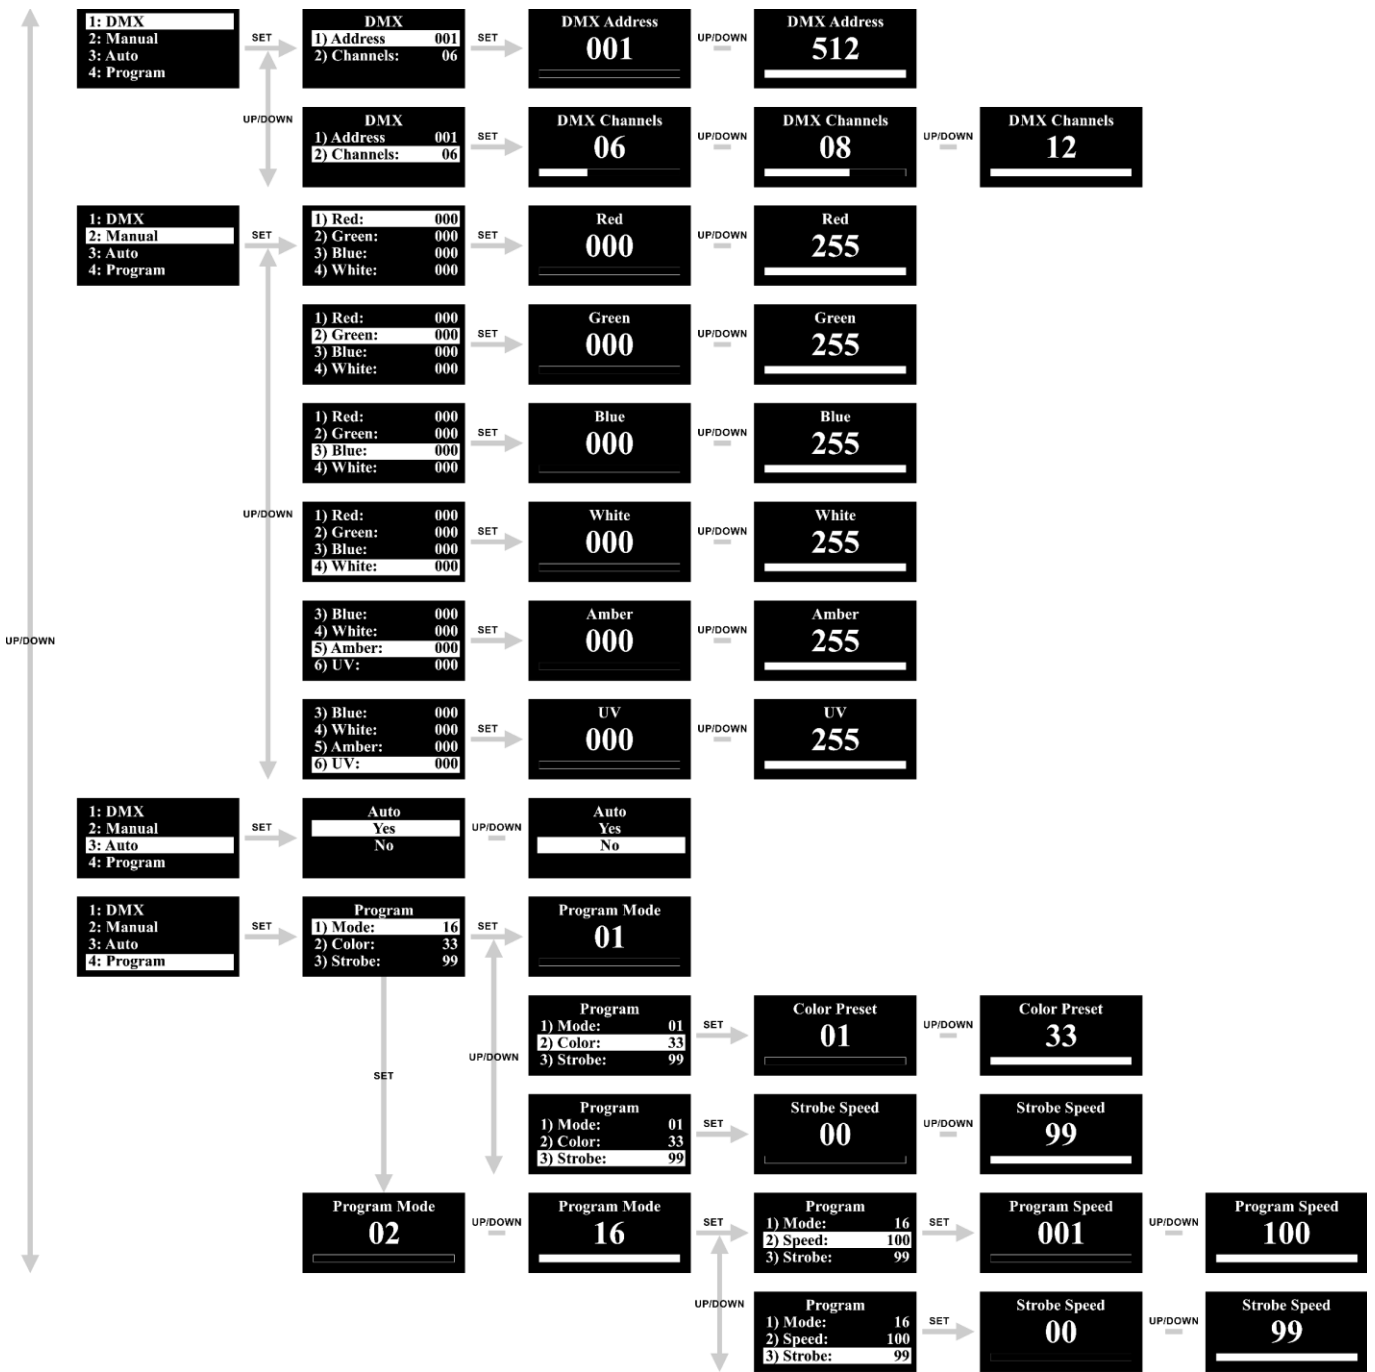 1: DMX
2: Manual
3: Auto
4: Program
SET
DMX
1) Address 001
2) Channels: 06
SET
DMX Address
001
UP/DOWN
DMX Address
512
UP/DOWN
DMX
1) Address 001
2) Channels: 06
SET
DMX Channels
06
UP/DOWN
DMX Channels
08
UP/DOWN
DMX Channels
12
1: DMX
2: Manual
3: Auto
4: Program
SET
1) Red: 000
2) Green: 000
3) Blue: 000
4) White: 000
SET
Red
000
UP/DOWN
Red
255
1) Red: 000
2) Green: 000
3) Blue: 000
4) White: 000
SET
Green
000
UP/DOWN
Green
255
1) Red: 000
2) Green: 000
3) Blue: 000
4) White: 000
SET
Blue
000
UP/DOWN
Blue
255
UP/DOWN
1) Red: 000
2) Green: 000
3) Blue: 000
4) White: 000
SET
White
000
UP/DOWN
White
255
UP/DOWN
3) Blue: 000
4) White: 000
5) Amber: 000
6) UV: 000
SET
Amber
000
UP/DOWN
Amber
255
3) Blue: 000
4) White: 000
5) Amber: 000
6) UV: 000
SET
UV
000
UP/DOWN
UV
255
1: DMX
2: Manual
3: Auto
4: Program
SET
Auto
Yes
No
UP/DOWN
Auto
Yes
No
1: DMX
2: Manual
3: Auto
4: Program
SET
Program
1) Mode: 16
2) Color: 33
3) Strobe: 99
SET
Program Mode
01
UP/DOWN
Program
1) Mode: 01
2) Color: 33
3) Strobe: 99
SET
Color Preset
01
UP/DOWN
Color Preset
33
SET
Program
1) Mode: 01
2) Color: 33
3) Strobe: 99
SET
Strobe Speed
00
UP/DOWN
Strobe Speed
99
Program Mode
02
UP/DOWN
Program Mode
16
SET
Program
1) Mode: 16
2) Speed: 100
3) Strobe: 99
SET
Program Speed
001
UP/DOWN
Program Speed
100
UP/DOWN
Program
1) Mode: 16
2) Speed: 100
3) Strobe: 99
SET
Strobe Speed
00
UP/DOWN
Strobe Speed
99